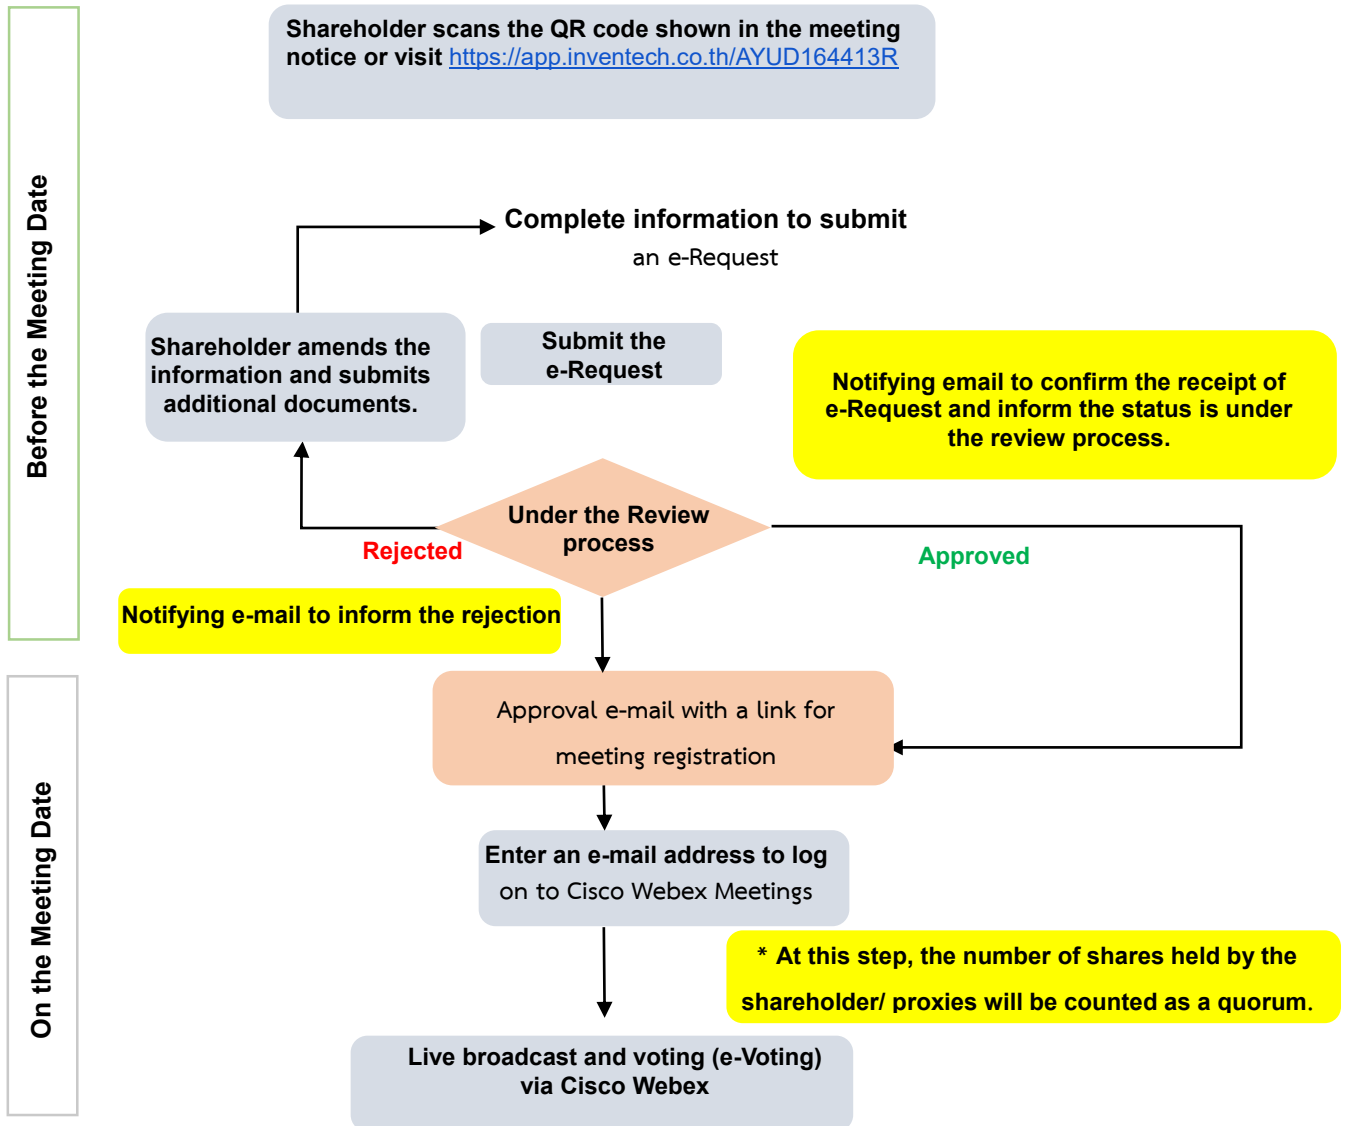 Before the Meeting Date
Shareholder scans the QR code shown in the meeting
notice or visit https://app.inventech.co.th/AYUD164413R
Complete information to submit
an e-Request
Shareholder amends the
information and submits
additional documents.
Submit the
e-Request
Notifying email to confirm the receipt of
e-Request and inform the status is under
the review process.
Under the Review
process
Rejected
Approved
Notifying e-mail to inform the rejection
On the Meeting Date
Approval e-mail with a link for
meeting registration
Enter an e-mail address to log
on to Cisco Webex Meetings
* At this step, the number of shares held by the
shareholder/ proxies will be counted as a quorum.
Live broadcast and voting (e-Voting)
via Cisco Webex